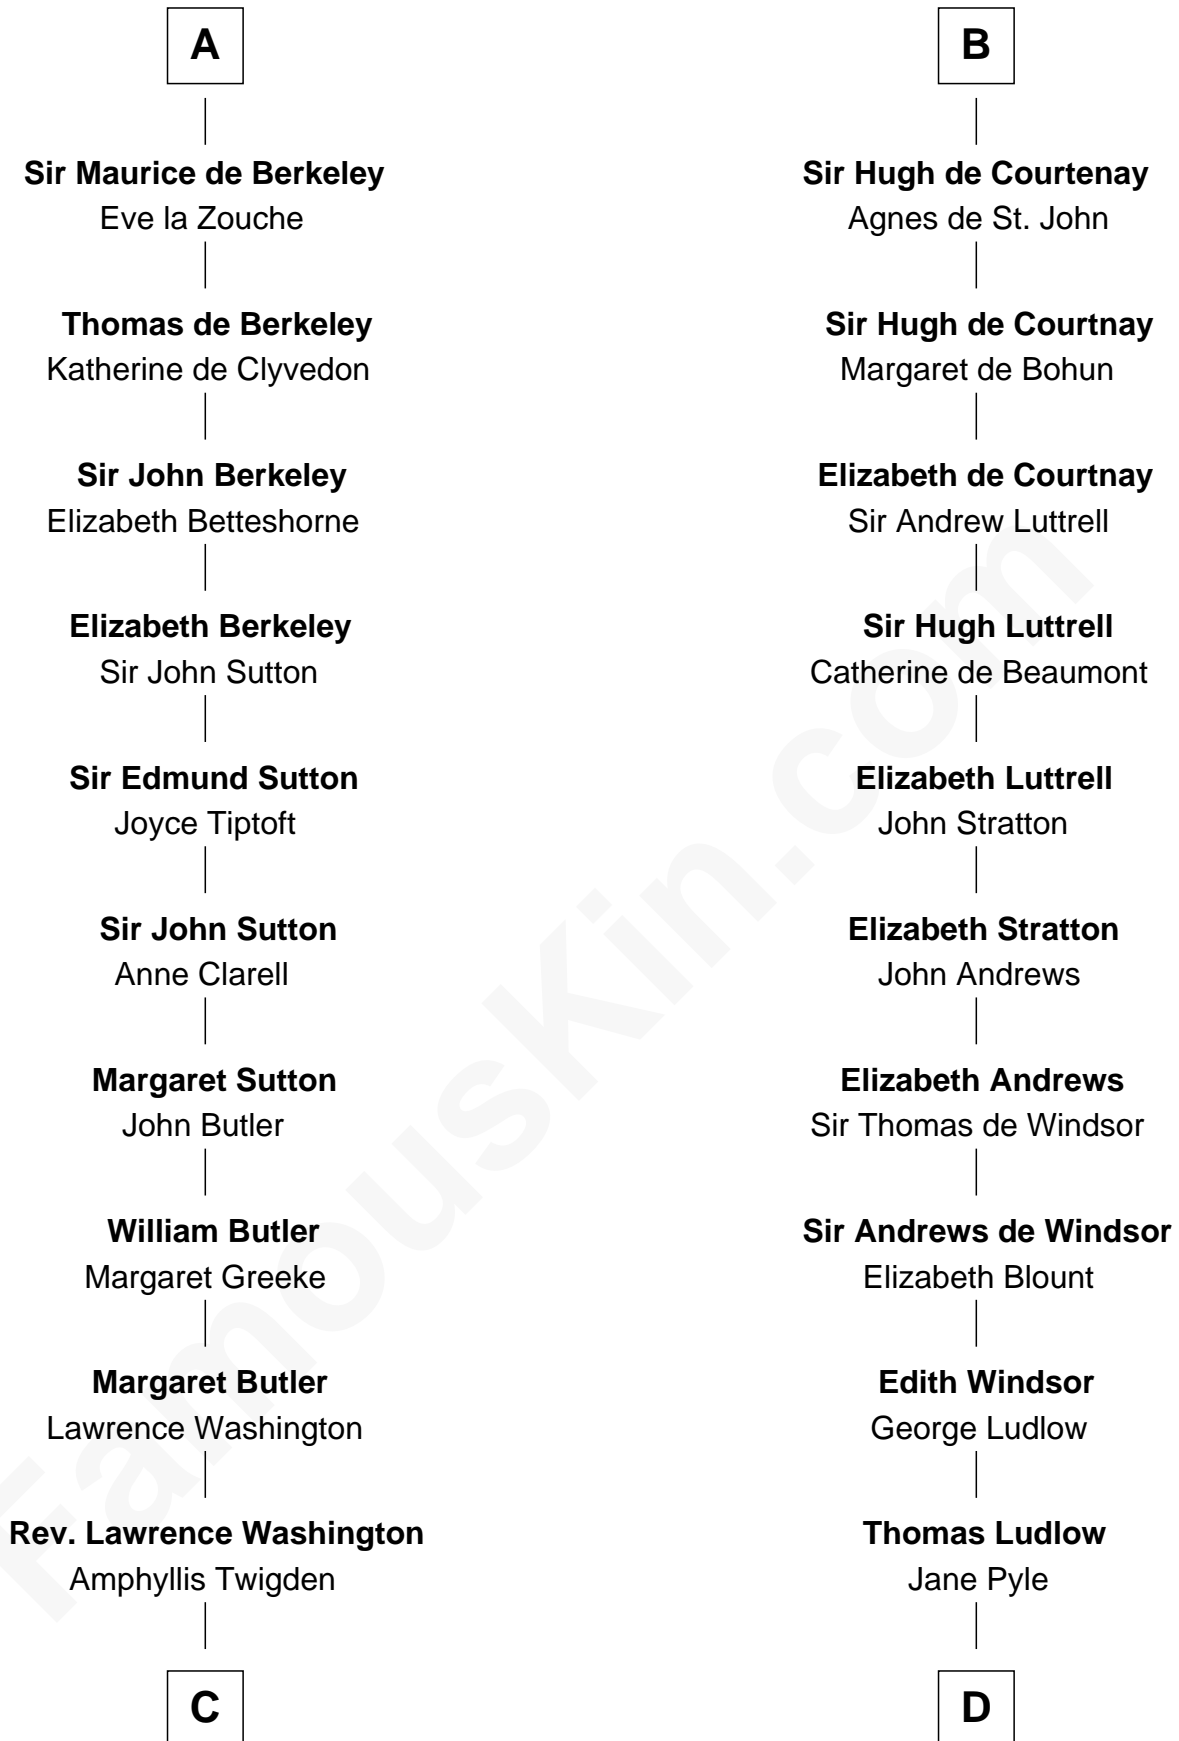 A
Sir Maurice de Berkeley
Eve la Zouche
Thomas de Berkeley
Katherine de Clyvedon
Sir John Berkeley
Elizabeth Betteshorne
Elizabeth Berkeley
Sir John Sutton
Sir Edmund Sutton
Joyce Tiptoft
Sir John Sutton
Anne Clarell
Margaret Sutton
John Butler
William Butler
Margaret Greeke
Margaret Butler
Lawrence Washington
Rev. Lawrence Washington
Amphyllis Twigden
C
B
Sir Hugh de Courtenay
Agnes de St. John
Sir Hugh de Courtnay
Margaret de Bohun
Elizabeth de Courtnay
Sir Andrew Luttrell
Sir Hugh Luttrell
Catherine de Beaumont
Elizabeth Luttrell
John Stratton
Elizabeth Stratton
John Andrews
Elizabeth Andrews
Sir Thomas de Windsor
Sir Andrews de Windsor
Elizabeth Blount
Edith Windsor
George Ludlow
Thomas Ludlow
Jane Pyle
D
FamousKin.com